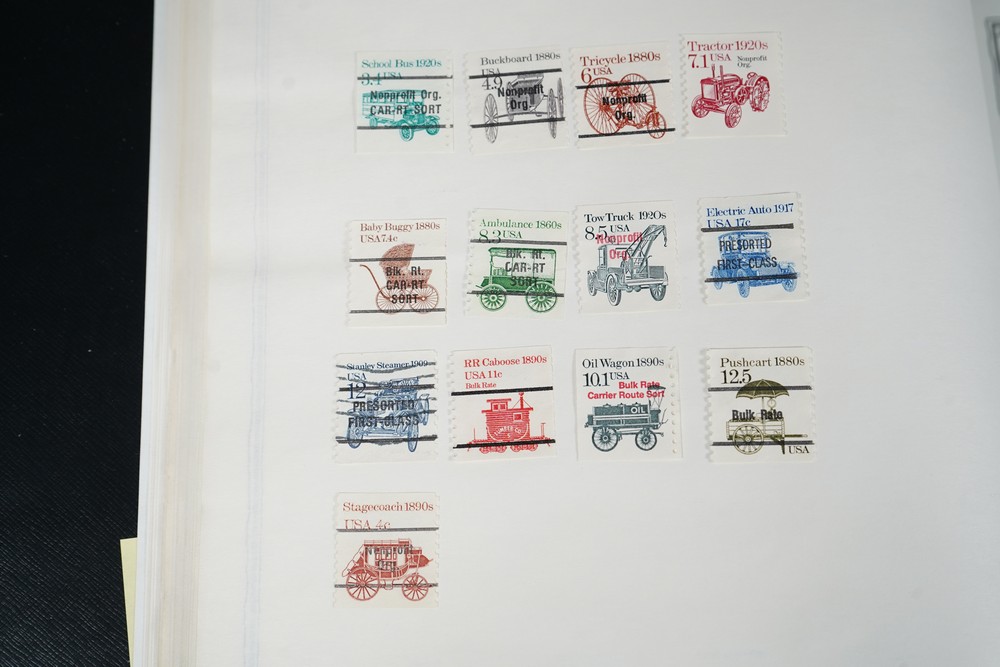 School Bus 1920s
3.4 USA
Nonprofit Org.
CAR-RT SORT
Buckboard 1880s
USA
4.9
Nonprofit
Org.
Tricycle 1880s
6 USA
Nonprofit
Org.
Tractor 1920s
7.1 USA
Nonprofit
Org.
Baby Buggy 1880s
USA 7.4c
Blk. Rt.
CAR-RT
SORT
Ambulance 1860s
8.3 USA
Blk. Rt.
CAR-RT
SORT
Tow Truck 1920s
8.5 USA
Nonprofit
Org.
Electric Auto 1917
USA 17c
PRESORTED
FIRST-CLASS
Stanley Steamer 1909
USA
12
PRESORTED
FIRST-CLASS
RR Caboose 1890s
USA 11c
Bulk Rate
Oil Wagon 1890s
10.1 USA
Bulk Rate
Carrier Route Sort
OIL
Pushcart 1880s
12.5
Bulk Rate
USA
Stagecoach 1890s
USA 4c
Nonprofit
Org.